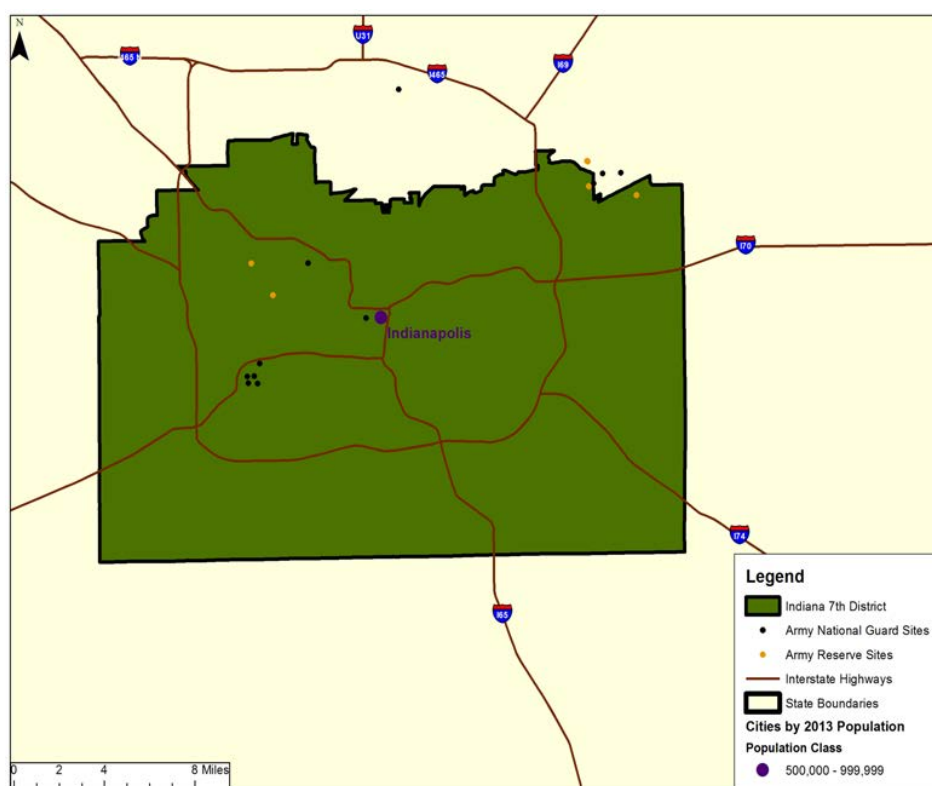 N
U31
I65
I465
I69
I70
Indianapolis
I74
I65
Legend
Indiana 7th District
Army National Guard Sites
Army Reserve Sites
Interstate Highways
State Boundaries
Cities by 2013 Population
Population Class
500,000 - 999,999
0 2 4 8 Miles